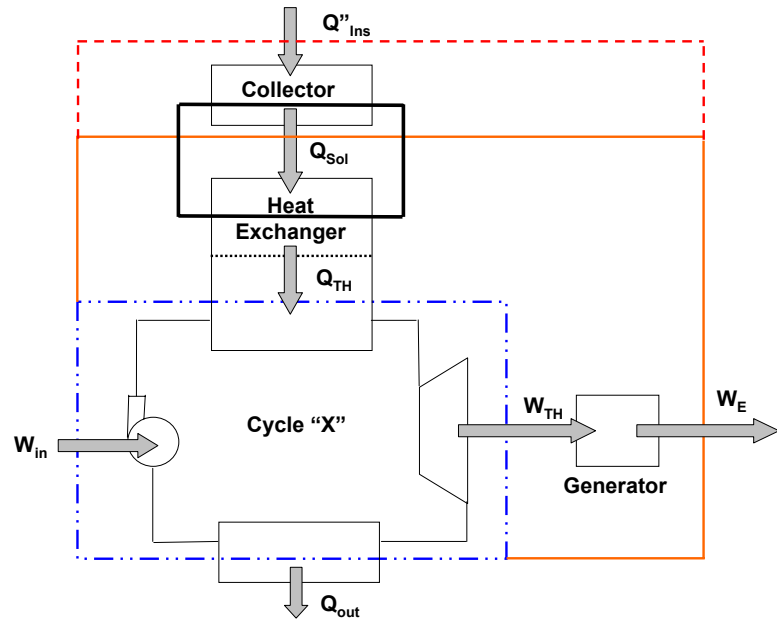 Q”Ins
Collector
QSol
Heat
Exchanger
QTH
Win
Cycle “X”
WTH
WE
Generator
Qout